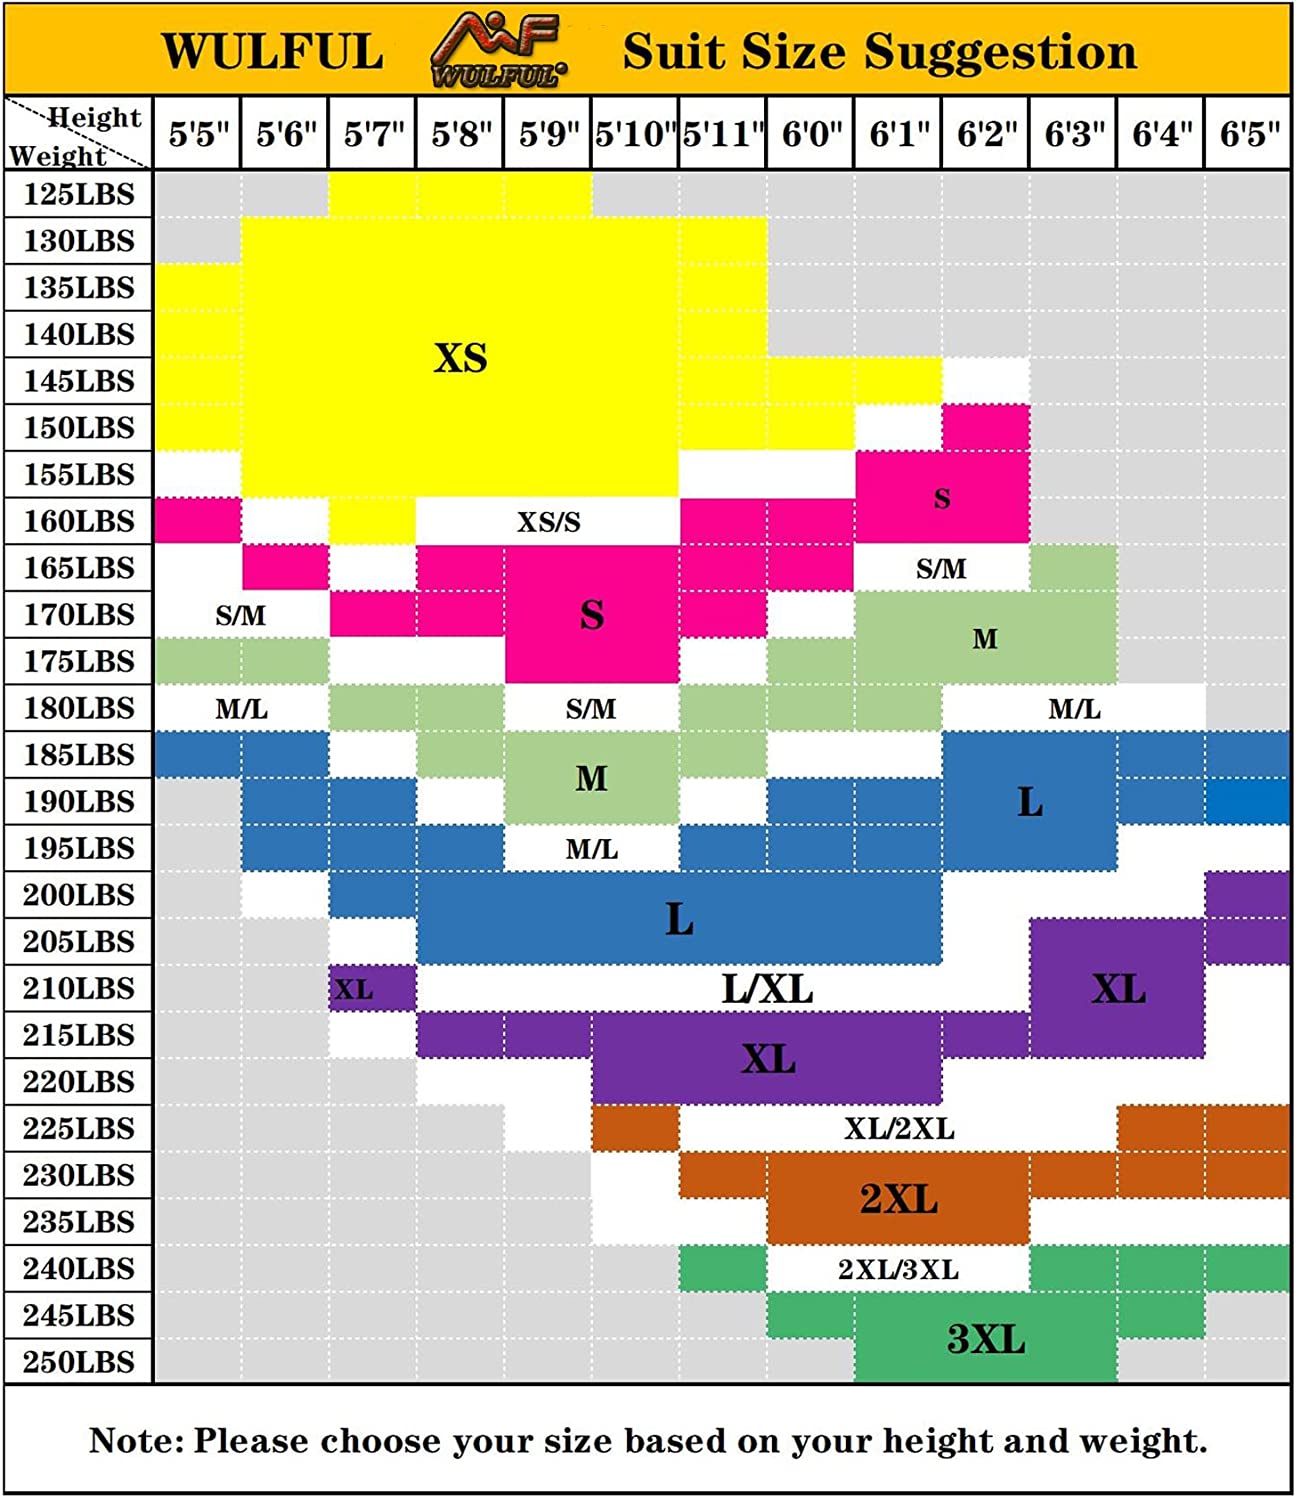 WULFUL WULFUL® Suit Size Suggestion
Height 5'5" 5'6" 5'7" 5'8" 5'9" 5'10" 5'11" 6'0" 6'1" 6'2" 6'3" 6'4" 6'5"
Weight
125LBS
130LBS
135LBS
140LBS
XS
145LBS
150LBS
155LBS
S
160LBS XS/S
165LBS S/M
170LBS S/M S
M
175LBS
180LBS M/L S/M M/L
185LBS
M
190LBS L
195LBS M/L
200LBS
L
205LBS
210LBS XL L/XL XL
215LBS
XL
220LBS
225LBS XL/2XL
230LBS
2XL
235LBS
240LBS 2XL/3XL
245LBS
3XL
250LBS
Note: Please choose your size based on your height and weight.